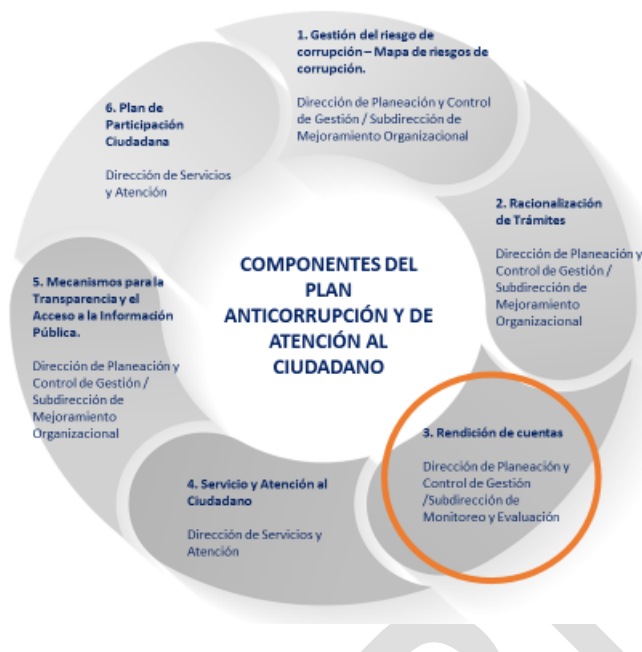 1. Gestión del riesgo de
corrupción – Mapa de riesgos de
corrupción.
Dirección de Planeación y Control
de Gestión / Subdirección de
Mejoramiento Organizacional
2. Racionalización
de Trámites
Dirección de Planeación y
Control de Gestión /
Subdirección de
Mejoramiento
Organizacional
3. Rendición de cuentas
Dirección de Planeación y
Control de Gestión
/Subdirección de
Monitoreo y Evaluación
4. Servicio y Atención al
Ciudadano
Dirección de Servicios y
Atención
5. Mecanismos para la
Transparencia y el
Acceso a la Información
Pública.
Dirección de Planeación y
Control de Gestión /
Subdirección de
Mejoramiento
Organizacional
6. Plan de
Participación
Ciudadana
Dirección de Servicios
y Atención
COMPONENTES DEL
PLAN
ANTICORRUPCIÓN Y DE
ATENCIÓN AL
CIUDADANO